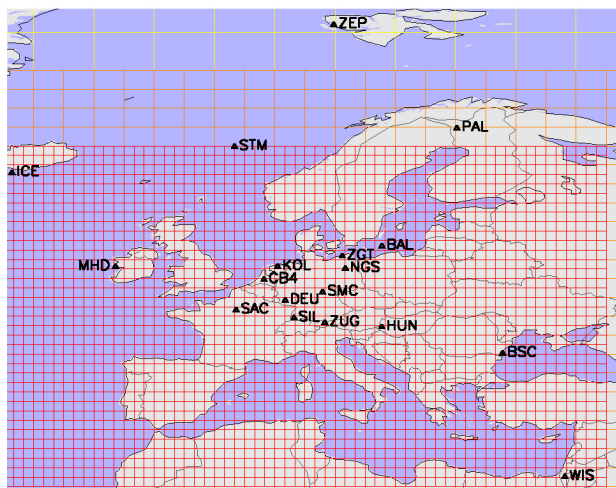 ZEP
PAL
STM
ICE
BAL
ZGT
MHD
KOL
NGS
CB4
SMC
DEU
SAC
SIL
ZUG
HUN
BSC
WIS